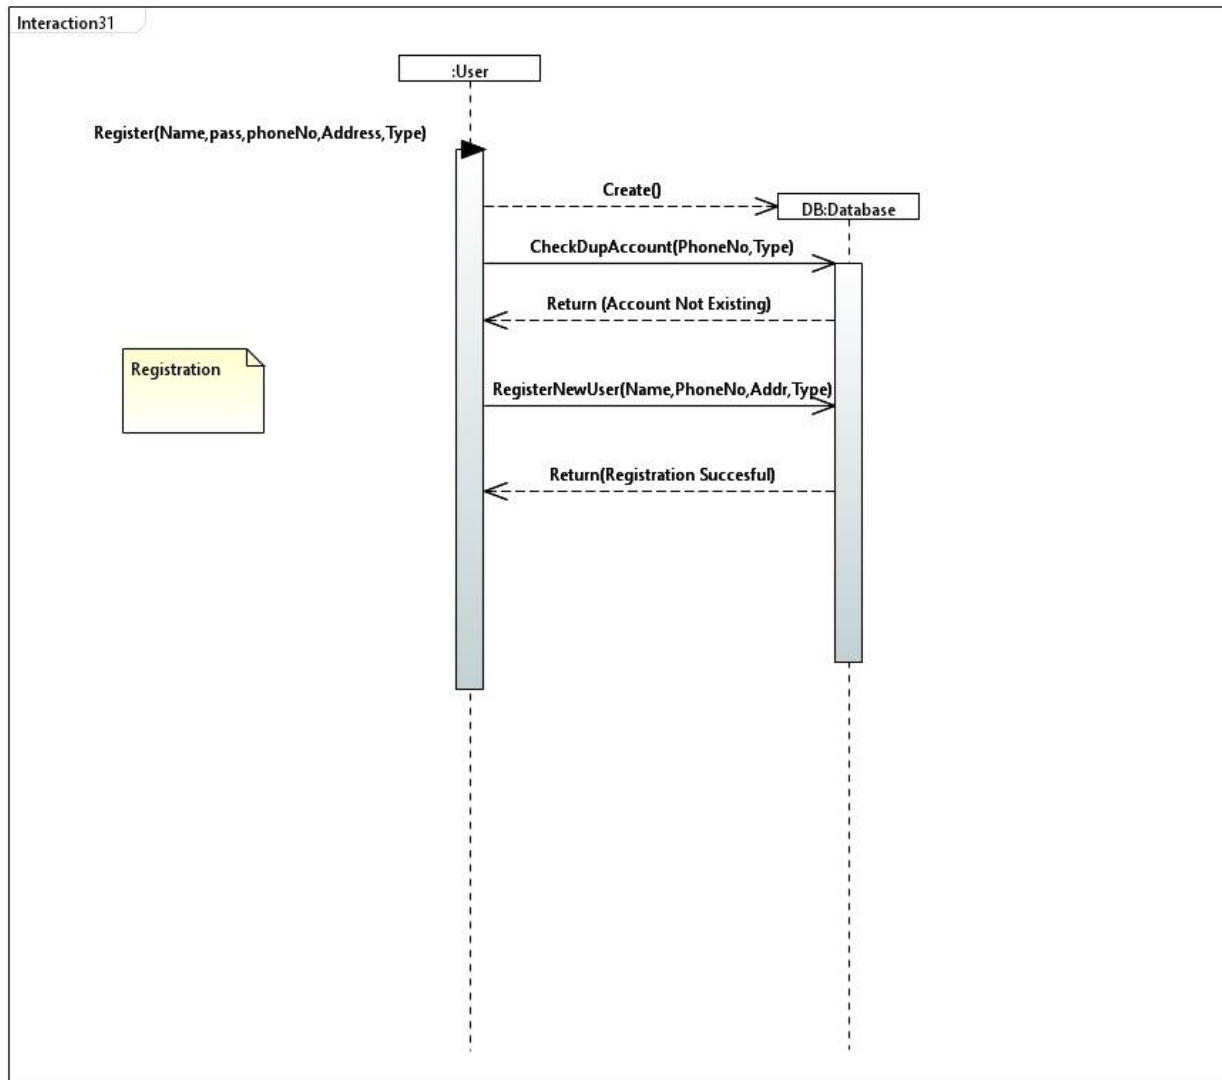 Interaction31
:User
Register(Name,pass,phoneNo,Address,Type)
Create()
DB:Database
CheckDupAccount(PhoneNo,Type)
Return (Account Not Existing)
Registration
RegisterNewUser(Name,PhoneNo,Addr,Type)
Return(Registration Succesful)